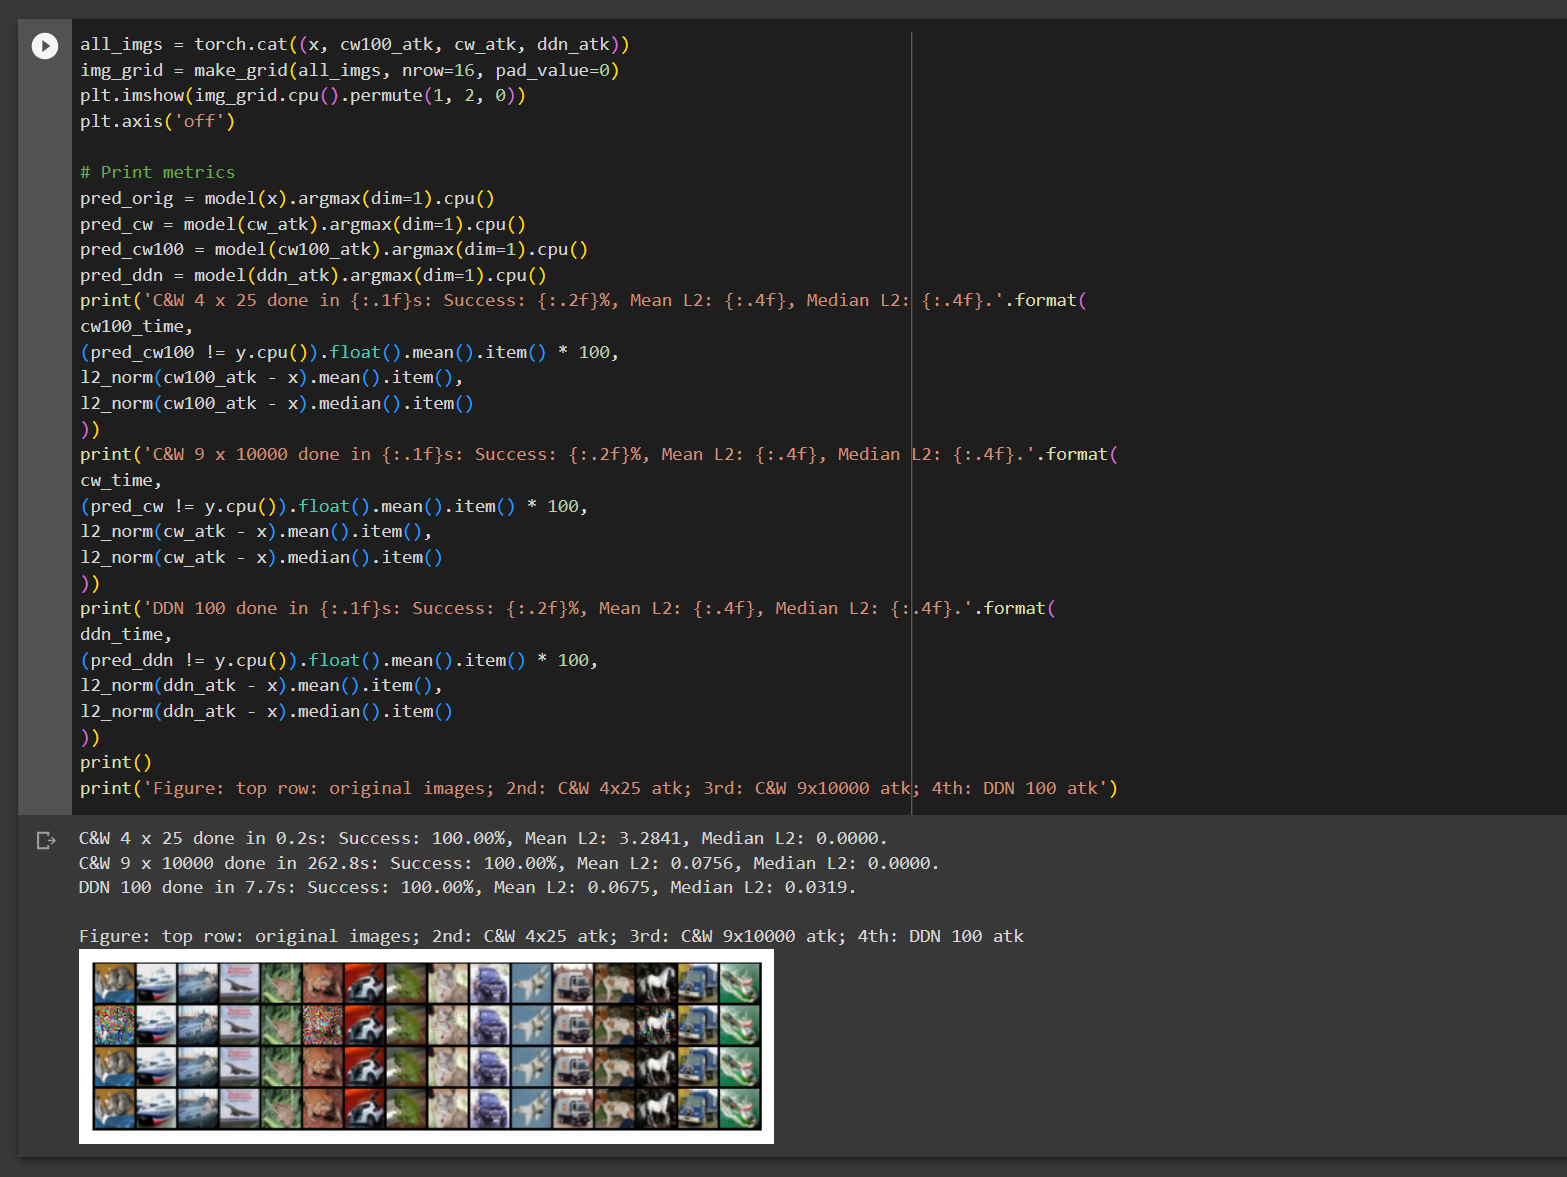 all_imgs = torch.cat((x, cw100_atk, cw_atk, ddn_atk))
img_grid = make_grid(all_imgs, nrow=16, pad_value=0)
plt.imshow(img_grid.cpu().permute(1, 2, 0))
plt.axis('off')
# Print metrics
pred_orig = model(x).argmax(dim=1).cpu()
pred_cw = model(cw_atk).argmax(dim=1).cpu()
pred_cw100 = model(cw100_atk).argmax(dim=1).cpu()
pred_ddn = model(ddn_atk).argmax(dim=1).cpu()
print('C&W 4 x 25 done in {:.1f}s: Success: {:.2f}%, Mean L2: {:.4f}, Median L2: {:.4f}.'.format(
cw100_time,
(pred_cw100 != y.cpu()).float().mean().item() * 100,
l2_norm(cw100_atk - x).mean().item(),
l2_norm(cw100_atk - x).median().item()
))
print('C&W 9 x 10000 done in {:.1f}s: Success: {:.2f}%, Mean L2: {:.4f}, Median L2: {:.4f}.'.format(
cw_time,
(pred_cw != y.cpu()).float().mean().item() * 100,
l2_norm(cw_atk - x).mean().item(),
l2_norm(cw_atk - x).median().item()
))
print('DDN 100 done in {:.1f}s: Success: {:.2f}%, Mean L2: {:.4f}, Median L2: {:.4f}.'.format(
ddn_time,
(pred_ddn != y.cpu()).float().mean().item() * 100,
l2_norm(ddn_atk - x).mean().item(),
l2_norm(ddn_atk - x).median().item()
))
print()
print('Figure: top row: original images; 2nd: C&W 4x25 atk; 3rd: C&W 9x10000 atk; 4th: DDN 100 atk')
C&W 4 x 25 done in 0.2s: Success: 100.00%, Mean L2: 3.2841, Median L2: 0.0000.
C&W 9 x 10000 done in 262.8s: Success: 100.00%, Mean L2: 0.0756, Median L2: 0.0000.
DDN 100 done in 7.7s: Success: 100.00%, Mean L2: 0.0675, Median L2: 0.0319.
Figure: top row: original images; 2nd: C&W 4x25 atk; 3rd: C&W 9x10000 atk; 4th: DDN 100 atk